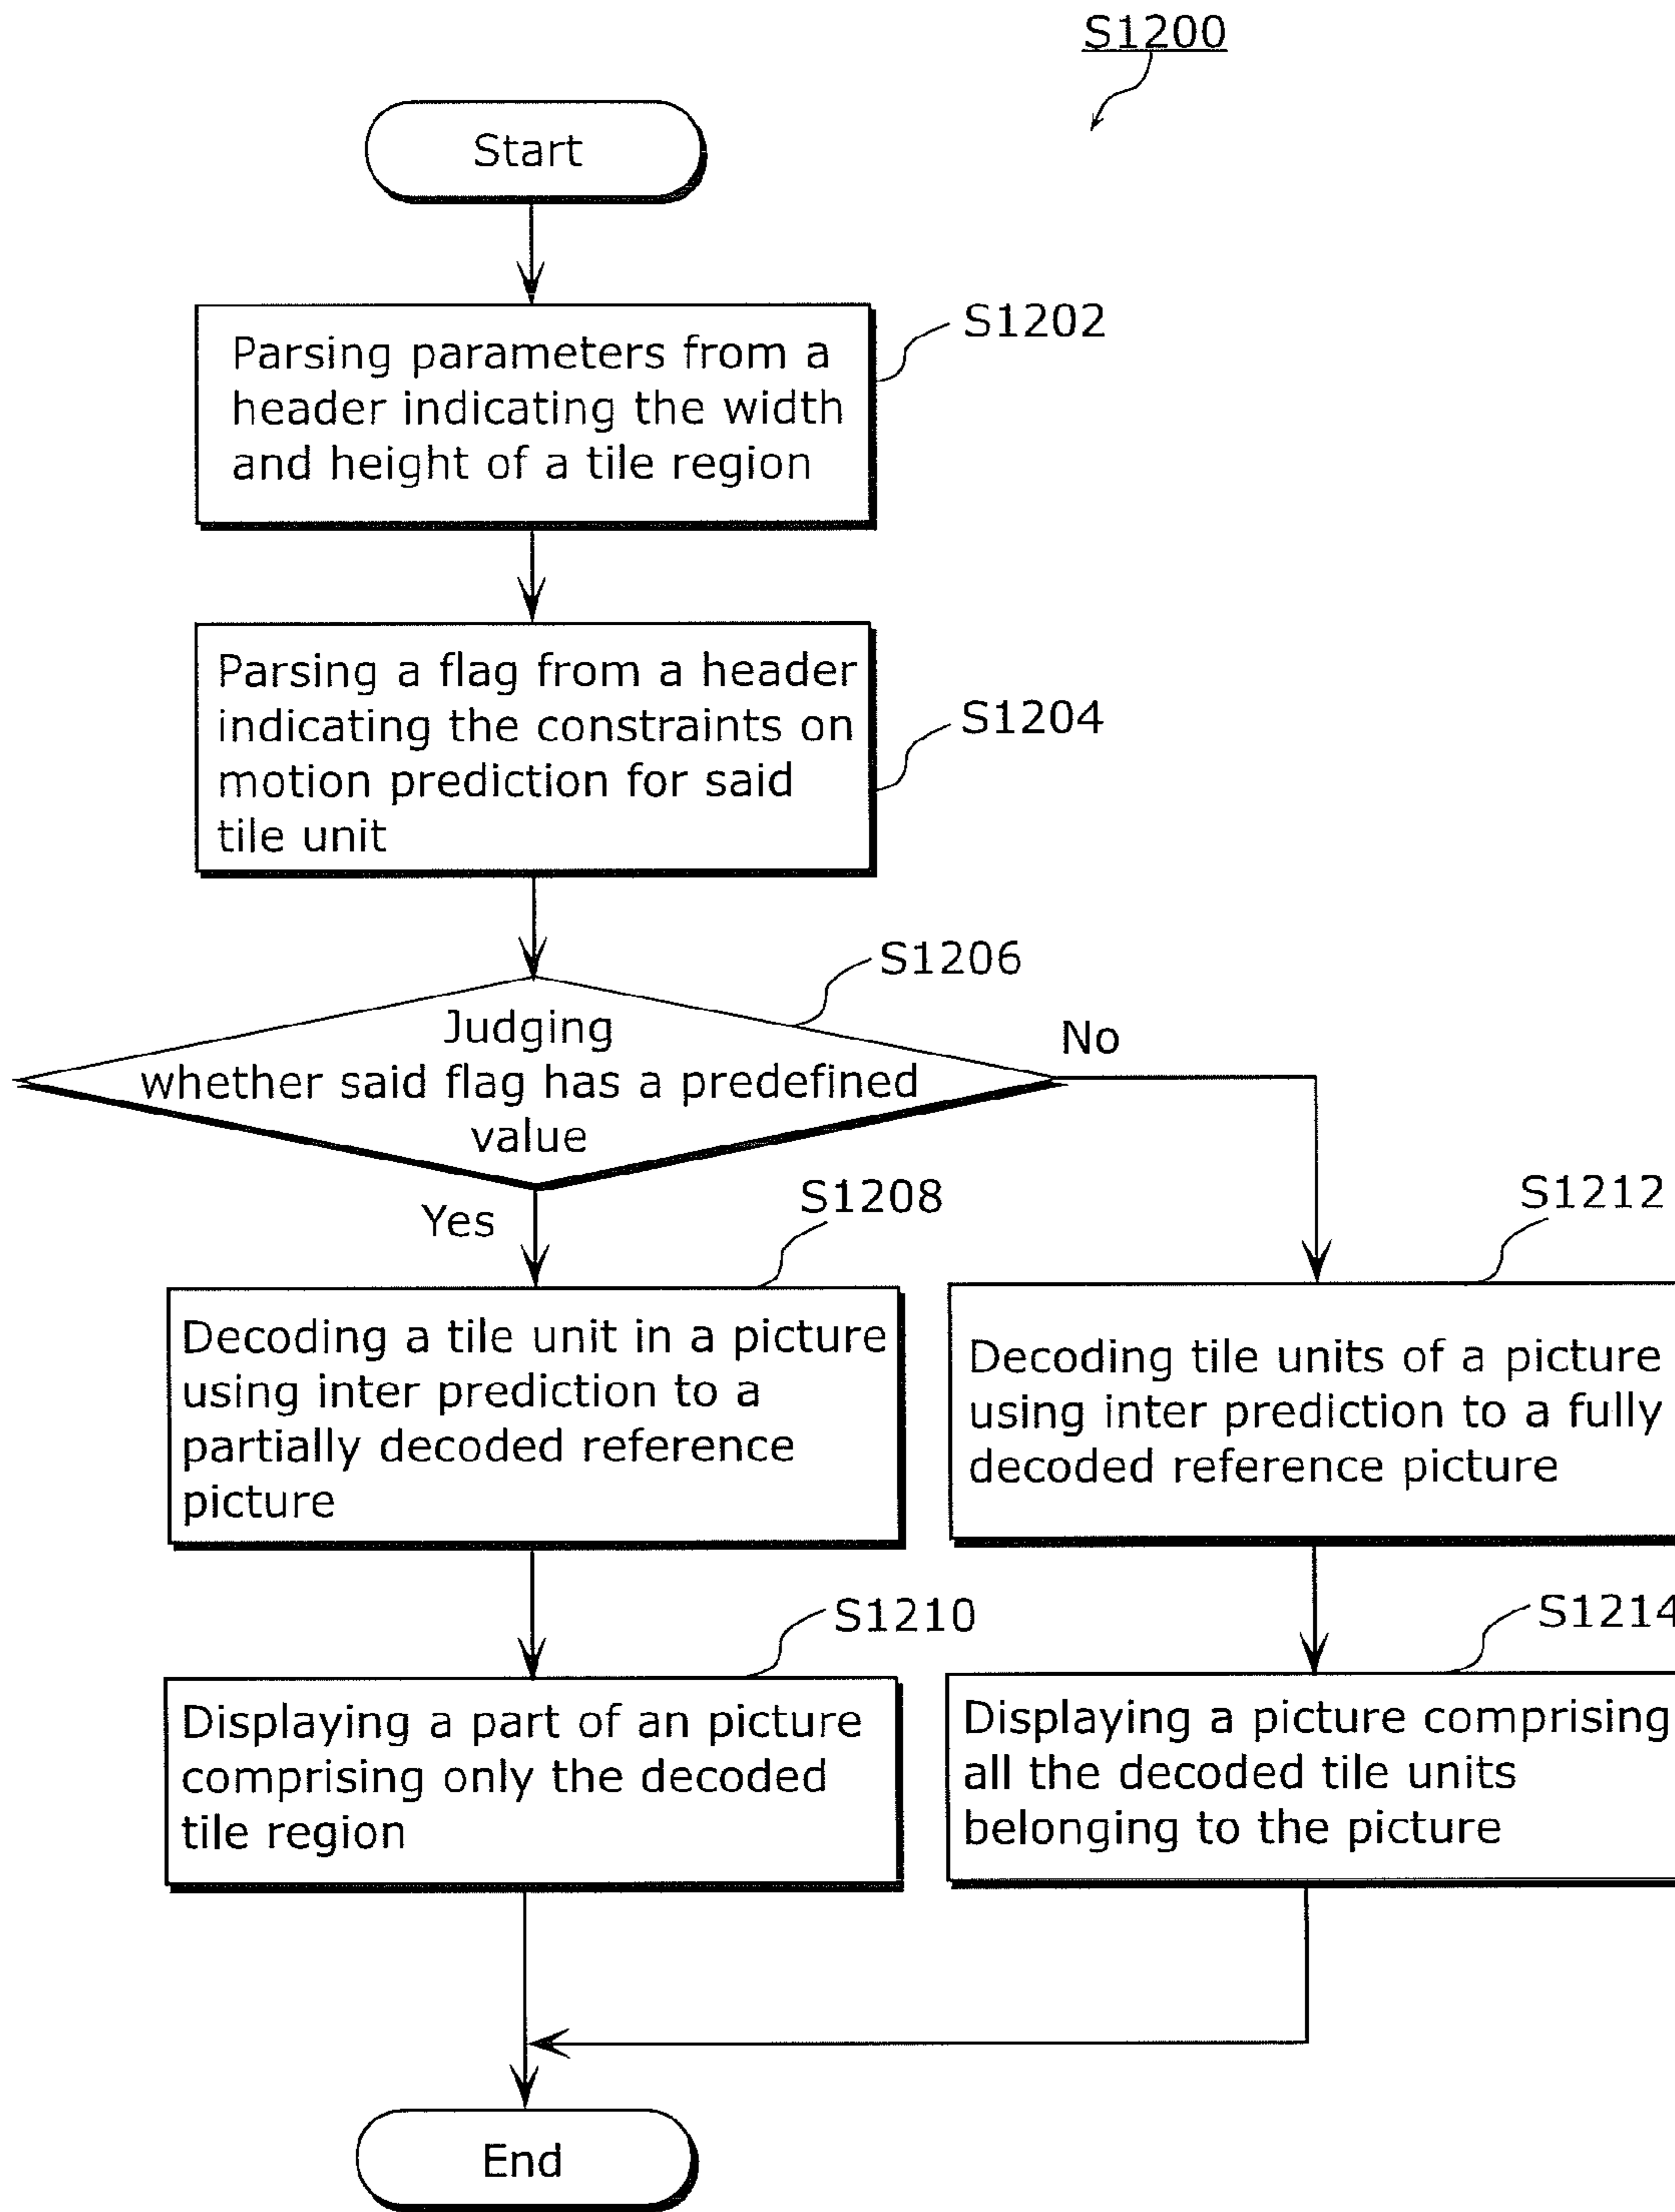 S1200
Start
S1202
Parsing parameters from a
header indicating the width
and height of a tile region
S1204
Parsing a flag from a header
indicating the constraints on
motion prediction for said
tile unit
S1206
Judging
whether said flag has a predefined
value
No
Yes
S1208
Decoding a tile unit in a picture
using inter prediction to a
partially decoded reference
picture
S1212
Decoding tile units of a picture
using inter prediction to a fully
decoded reference picture
S1210
Displaying a part of an picture
comprising only the decoded
tile region
S1214
Displaying a picture comprising
all the decoded tile units
belonging to the picture
End